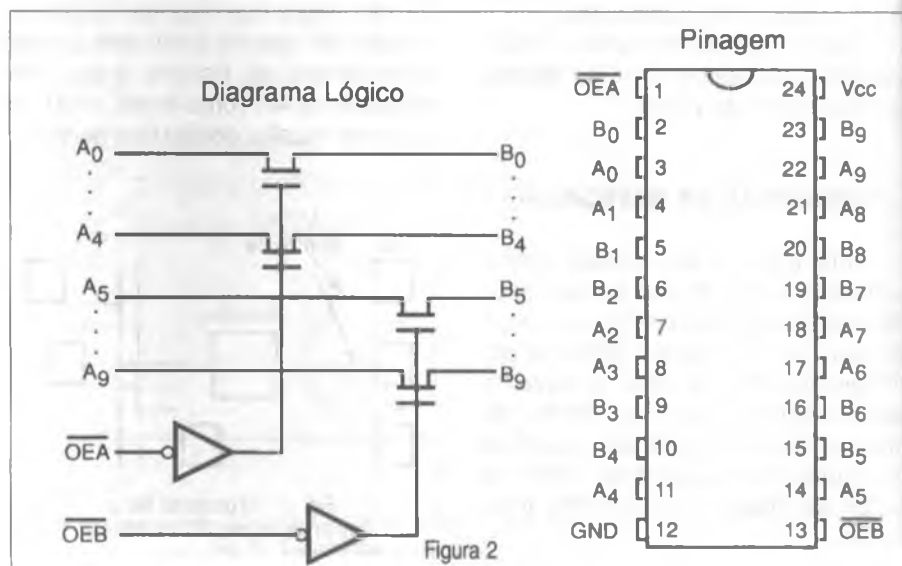 Pinagem
Diagrama Lógico
A0 B0
A4 B4
A5 B5
A9 B9
OEA
OEB
Figura 2
OEA 1 24 Vcc
B0 2 23 B9
A0 3 22 A9
A1 4 21 A8
B1 5 20 B8
B2 6 19 B7
A2 7 18 A7
A3 8 17 A6
B3 9 16 B6
B4 10 15 B5
A4 11 14 A5
GND 12 13 OEB